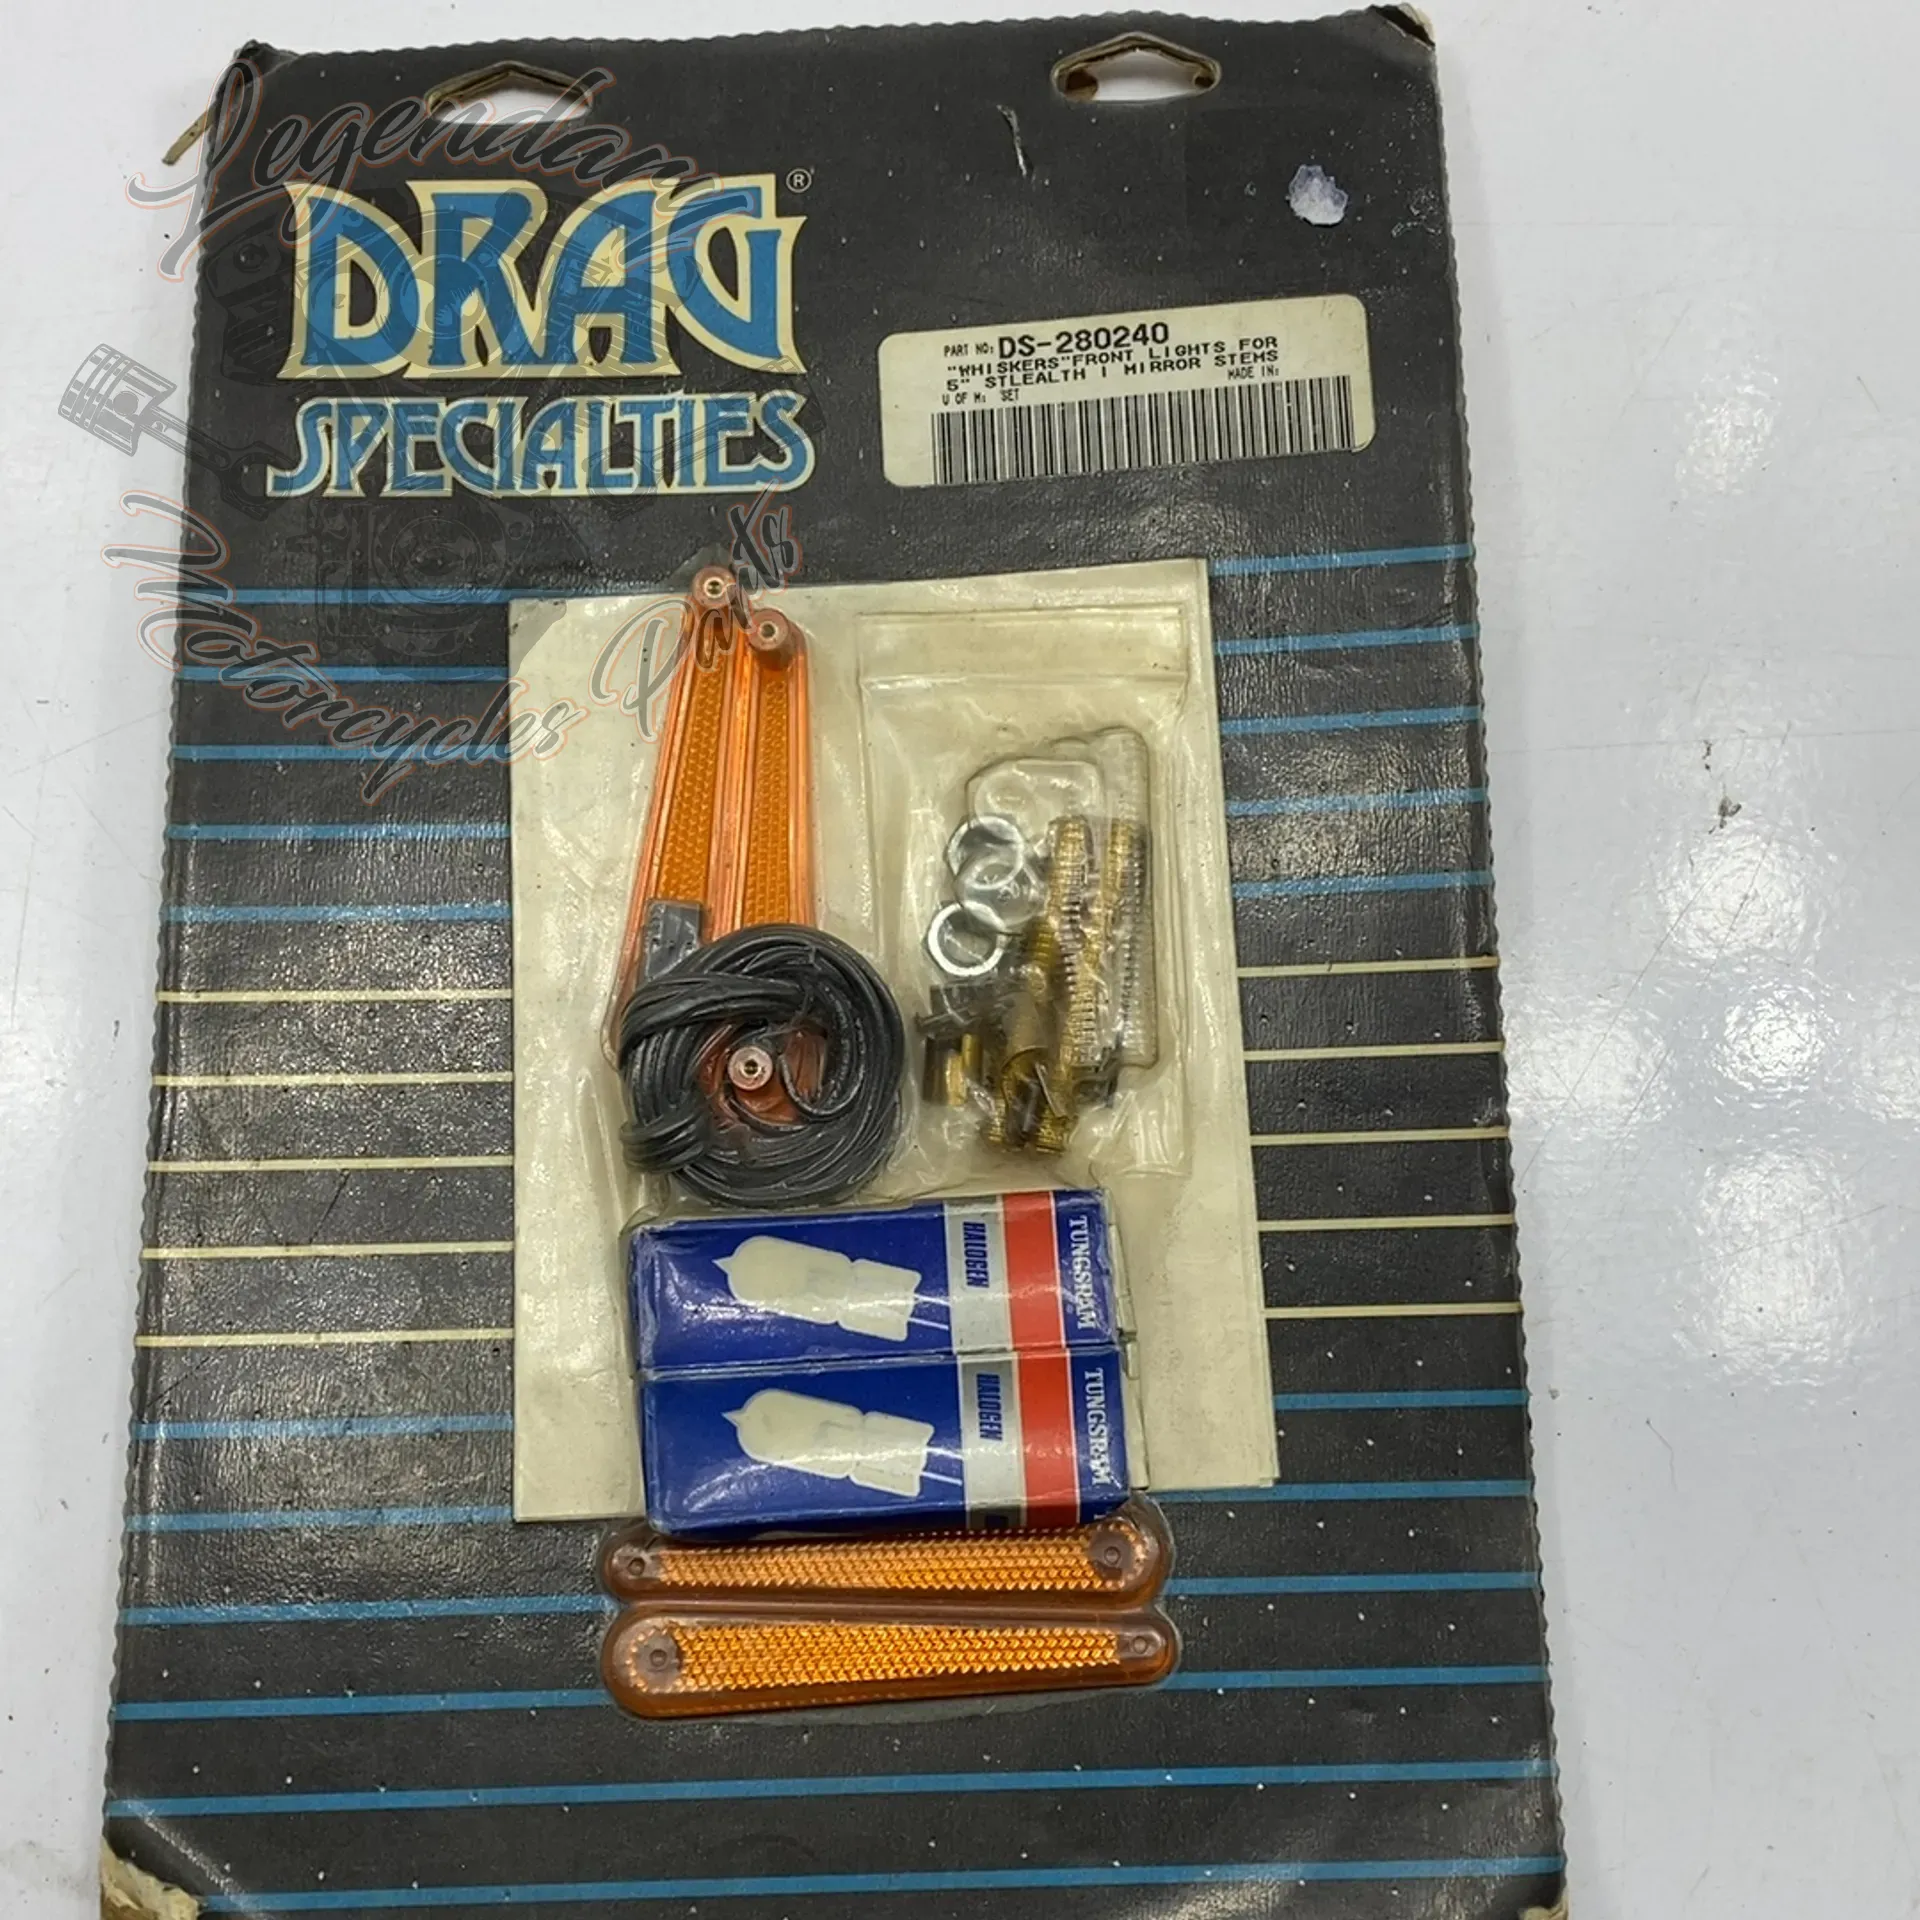 Legendary
DRAG®
SPECIALTIES
PART NO: DS-280240
"WHISKERS"FRONT LIGHTS FOR
5" STLEALTH I MIRROR STEMS
U OF M: SET MADE IN:
Motorcycles Parts
HALOGEN
TUNGSRAM
HALOGEN
TUNGSRAM